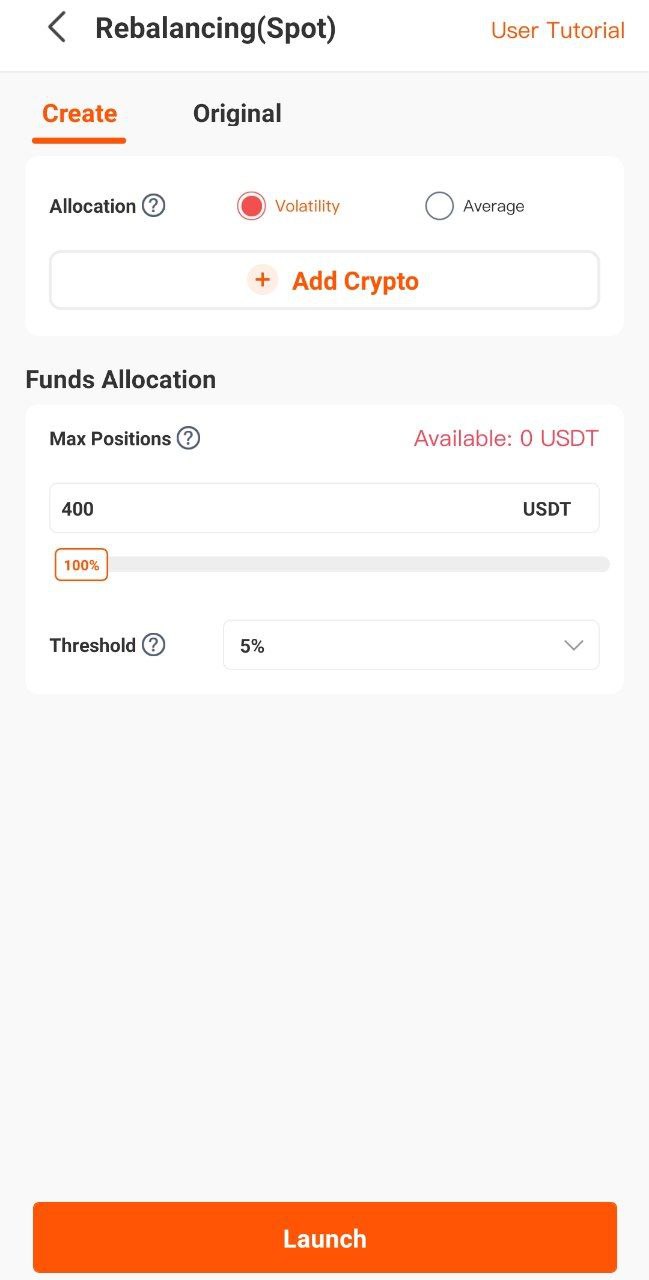 Rebalancing(Spot) User Tutorial
Create Original
Allocation ? Volatility Average
+ Add Crypto
Funds Allocation
Max Positions ? Available: 0 USDT
400 USDT
100%
Threshold ? 5%
Launch